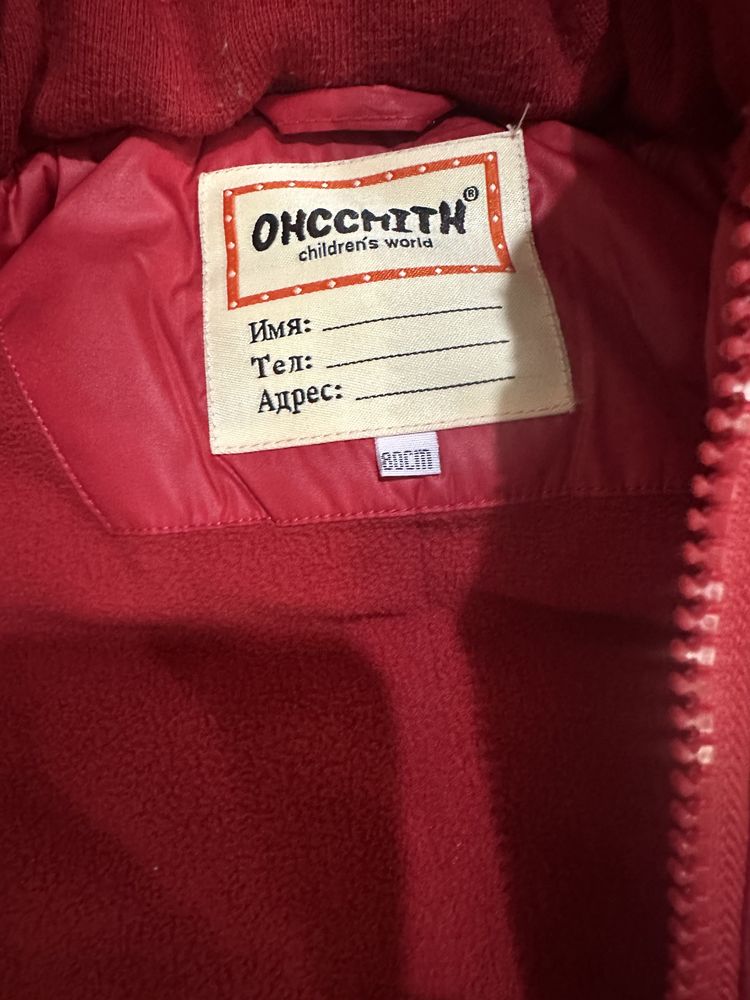 OHCCMITH®
children's world
Имя:
Тел:
Адрес:
80cm